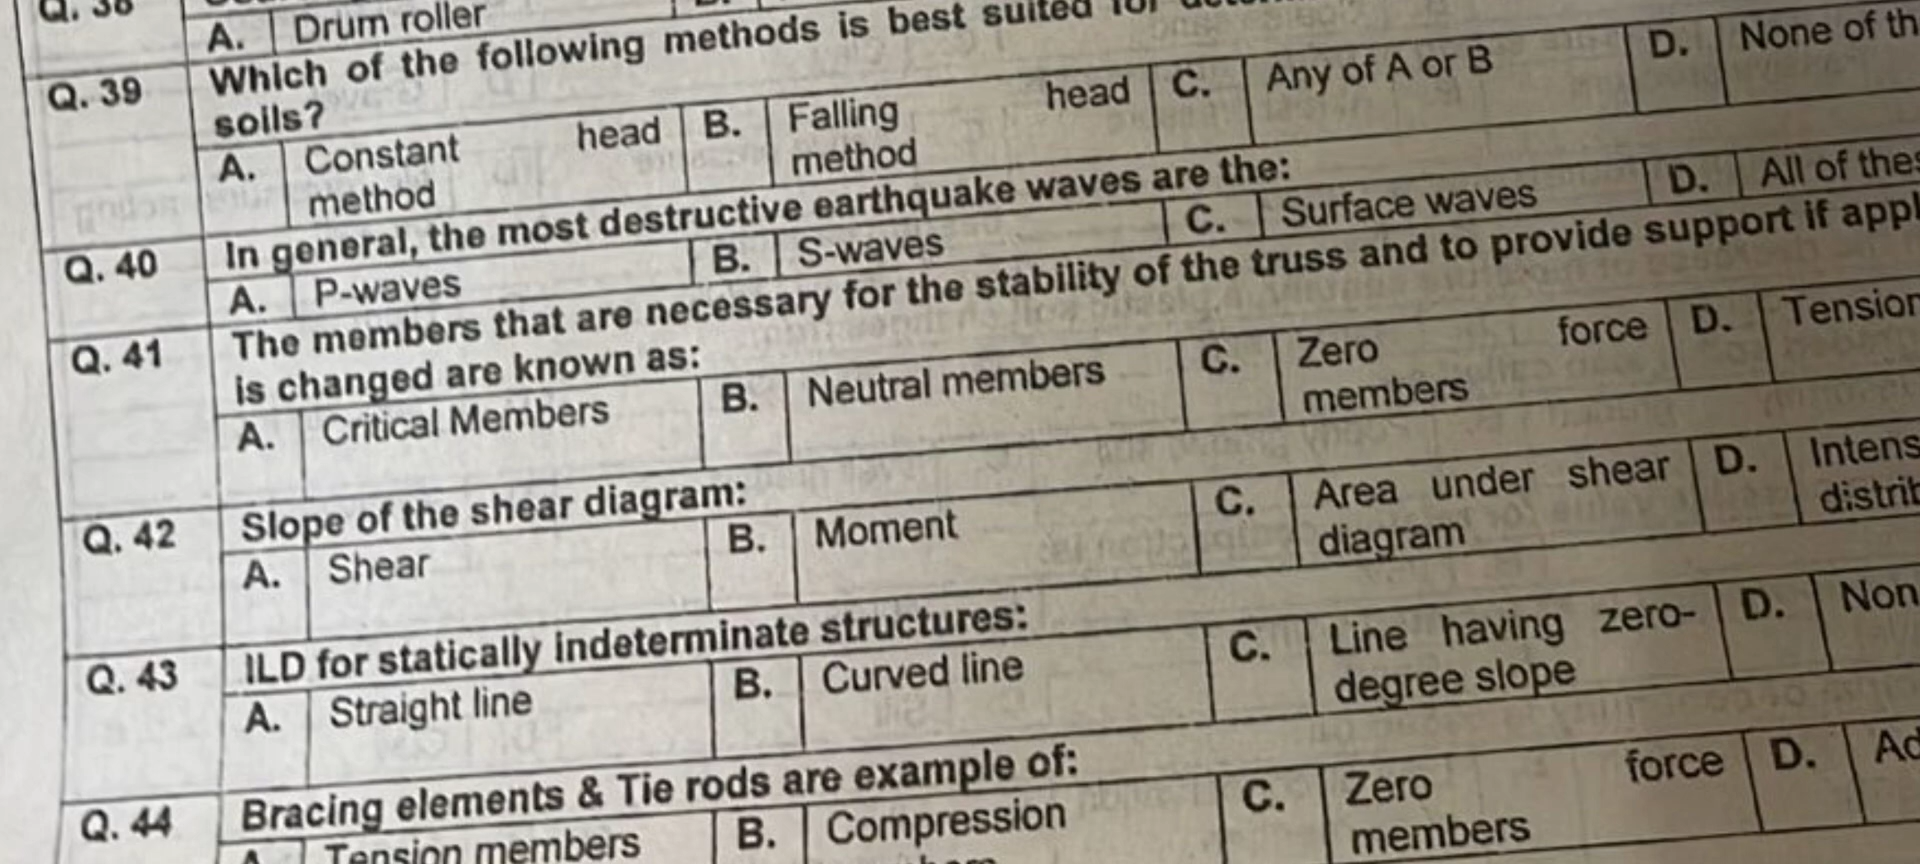 Q. 38
A. Drum roller
Q. 39 Which of the following methods is best suited for
soils?
A. Constant head method B. Falling head method C. Any of A or B D. None of th
Q. 40 In general, the most destructive earthquake waves are the:
A. P-waves B. S-waves C. Surface waves D. All of thes
Q. 41 The members that are necessary for the stability of the truss and to provide support if appl
is changed are known as:
A. Critical Members B. Neutral members C. Zero force members D. Tension
Q. 42 Slope of the shear diagram:
A. Shear B. Moment C. Area under shear diagram D. Intens distrib
Q. 43 ILD for statically indeterminate structures:
A. Straight line B. Curved line C. Line having zero-degree slope D. Non
Q. 44 Bracing elements & Tie rods are example of:
A. Tension members B. Compression C. Zero force members D. Ad